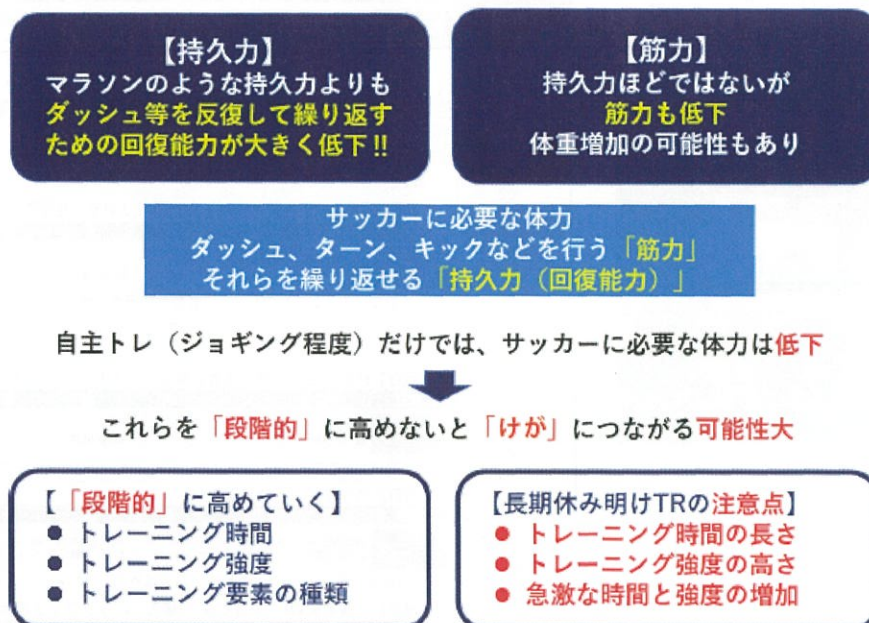 【持久力】
マラソンのような持久力よりも
ダッシュ等を反復して繰り返す
ための回復能力が大きく低下!!
【筋力】
持久力ほどではないが
筋力も低下
体重増加の可能性もあり
サッカーに必要な体力
ダッシュ、ターン、キックなどを行う「筋力」
それらを繰り返せる「持久力（回復能力）」
自主トレ（ジョギング程度）だけでは、サッカーに必要な体力は低下
これらを「段階的」に高めないと「けが」につながる可能性大
【「段階的」に高めていく】
● トレーニング時間
● トレーニング強度
● トレーニング要素の種類
【長期休み明けTRの注意点】
● トレーニング時間の長さ
● トレーニング強度の高さ
● 急激な時間と強度の増加